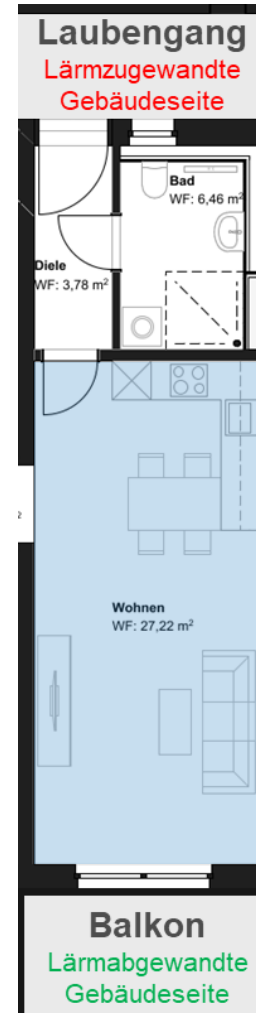 Laubengang
Lärmzugewandte
Gebäudeseite
Bad
WF: 6,46 m²
Diele
WF: 3,78 m²
Wohnen
WF: 27,22 m²
Balkon
Lärmabgewandte
Gebäudeseite